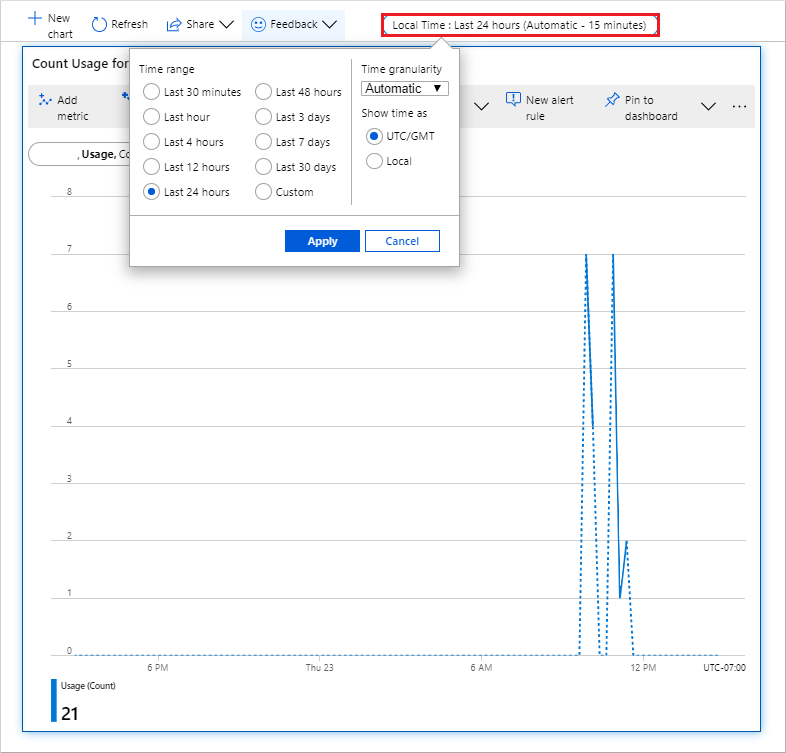 New chart
Refresh
Share
Feedback
Local Time : Last 24 hours (Automatic - 15 minutes)
Count Usage for
Time range
Last 30 minutes
Last 48 hours
Last hour
Last 3 days
Last 4 hours
Last 7 days
Last 12 hours
Last 30 days
Last 24 hours
Custom
Time granularity
Automatic
Show time as
UTC/GMT
Local
Apply
Cancel
Add
metric
New alert
rule
Pin to
dashboard
...
, Usage, Co
8
7
6
5
4
3
2
1
0
6 PM
Thu 23
6 AM
12 PM
UTC-07:00
Usage (Count)
21